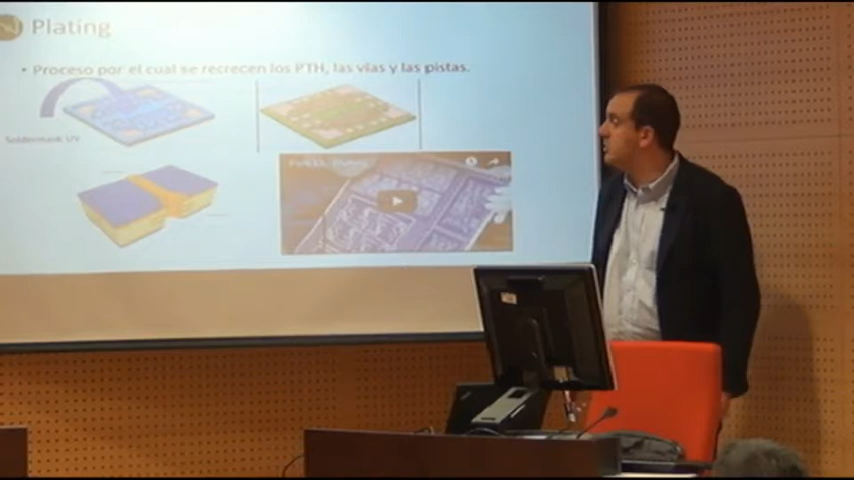 Plating
• Proceso por el cual se recrecen los PTH, las vías y las pistas.
Soldermask UV